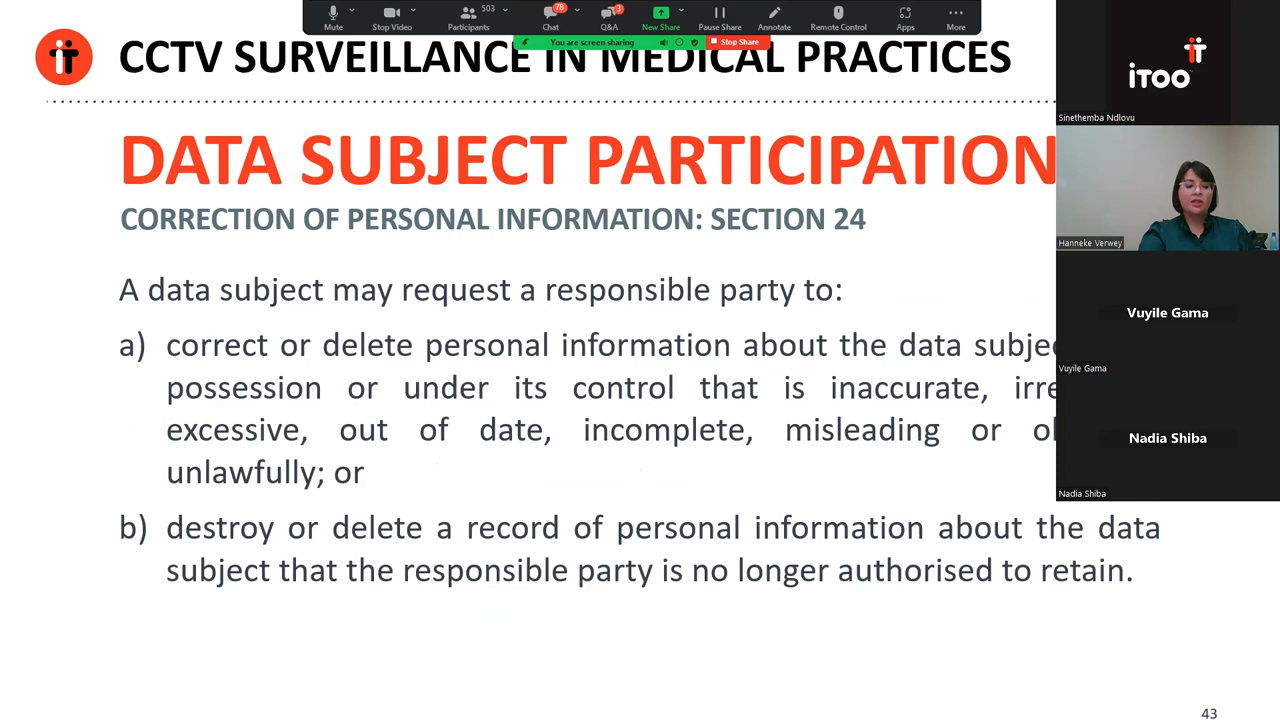 Mute
Stop Video
503
Participants
78
Chat
3
Q&A
New Share
Pause Share
Annotate
Remote Control
Apps
More
You are screen sharing
Stop Share
CCTV SURVEILLANCE IN MEDICAL PRACTICES
DATA SUBJECT PARTICIPATION
CORRECTION OF PERSONAL INFORMATION: SECTION 24
A data subject may request a responsible party to:
a) correct or delete personal information about the data
possession or under its control that is inaccurate,
excessive, out of date, incomplete, misleading or
unlawfully; or
b) destroy or delete a record of personal information about the data
subject that the responsible party is no longer authorised to retain.
43
iTOO
Sinethemba Ndlovu
Hanneke Verwey
Vuyile Gama
Vuyile Gama
Nadia Shiba
Nadia Shiba